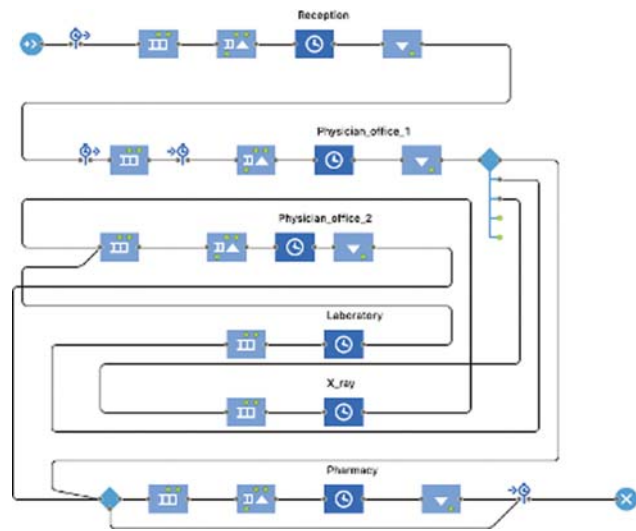 Reception
Physician_office_1
Physician_office_2
Laboratory
X_ray
Pharmacy